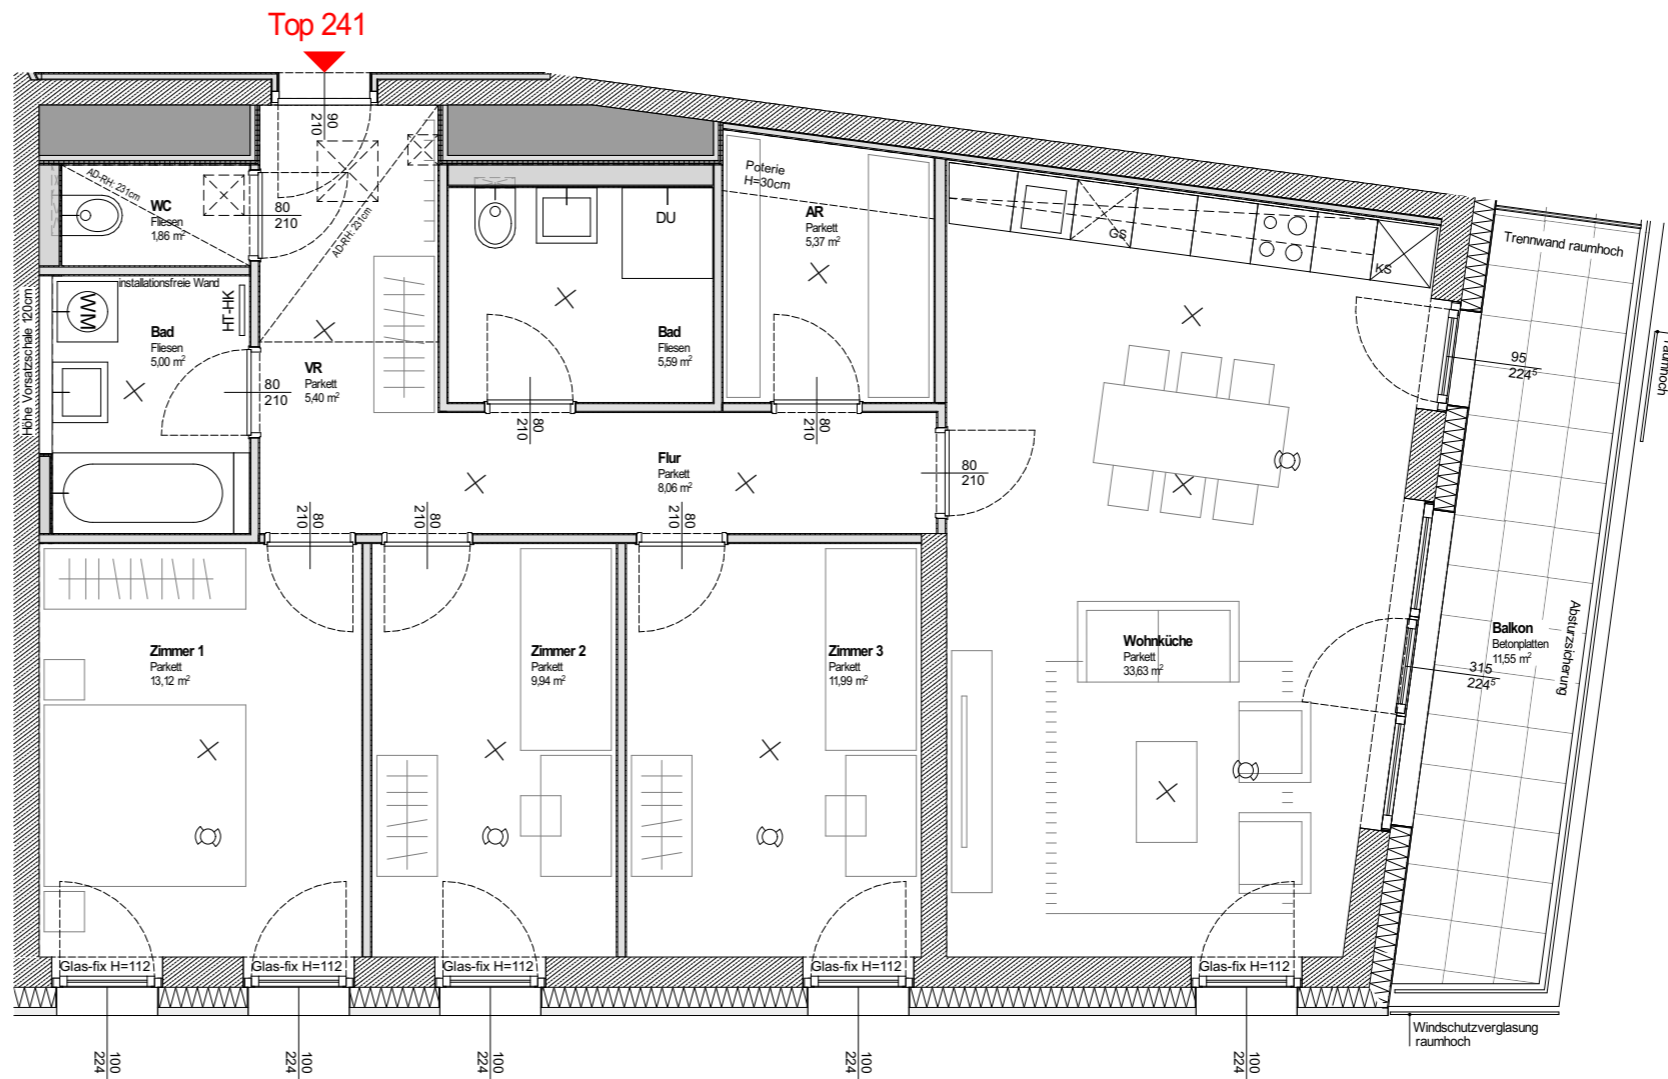 Top 241
90
210
AD-RH: 231cm
WC
Fliesen
1,86 m²
80
210
AD-RH: 231cm
DU
Poterie
H=30cm
AR
Parkett
5,37 m²
GS
KS
Trennwand raumhoch
Höhe Vorsatzschale 120cm
installationsfreie Wand
WM
HT-HK
Bad
Fliesen
5,00 m²
80
210
VR
Parkett
5,40 m²
Bad
Fliesen
5,59 m²
80
210
80
210
95
224⁵
raumhoch
Flur
Parkett
8,06 m²
80
210
80
210
80
210
80
210
Zimmer 1
Parkett
13,12 m²
Zimmer 2
Parkett
9,94 m²
Zimmer 3
Parkett
11,99 m²
Wohnküche
Parkett
33,63 m²
Balkon
Betonplatten
11,55 m²
315
224⁵
Absturzsicherung
Glas-fix H=112
Glas-fix H=112
Glas-fix H=112
Glas-fix H=112
Glas-fix H=112
100
224
100
224
100
224
100
224
100
224
Windschutzverglasung
raumhoch